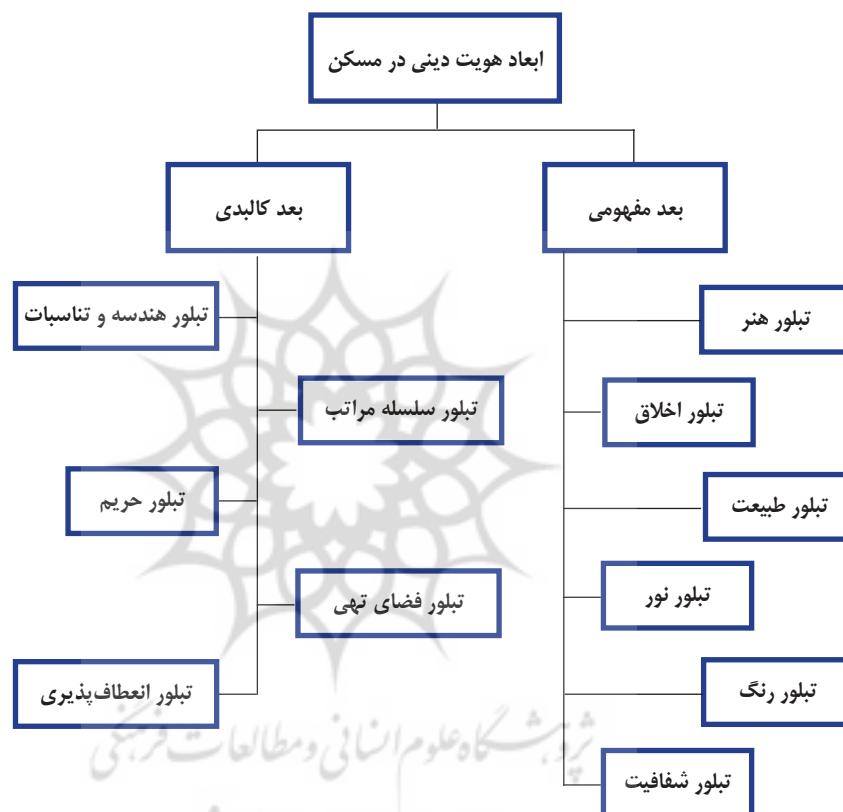 ابعاد هویت دینی در مسکن
بعد مفهومی
بعد کالبدی
تبلور هنر
تبلور اخلاق
تبلور طبیعت
تبلور نور
تبلور رنگ
تبلور شفافیت
تبلور هندسه و تناسبات
تبلور سلسله مراتب
تبلور حریم
تبلور فضای تهی
تبلور انعطاف‌پذیری
پژوهشگاه علوم انسانی و مطالعات فرهنگی